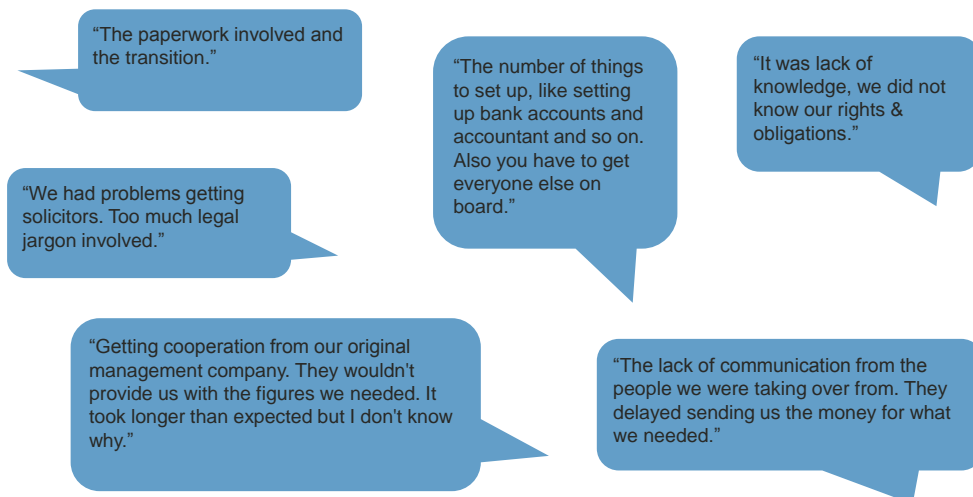 “The paperwork involved and
the transition.”
“The number of things
to set up, like setting
up bank accounts and
accountant and so on.
Also you have to get
everyone else on
board.”
“It was lack of
knowledge, we did not
know our rights &
obligations.”
“We had problems getting
solicitors. Too much legal
jargon involved.”
“Getting cooperation from our original
management company. They wouldn't
provide us with the figures we needed. It
took longer than expected but I don't know
why.”
“The lack of communication from the
people we were taking over from. They
delayed sending us the money for what
we needed.”